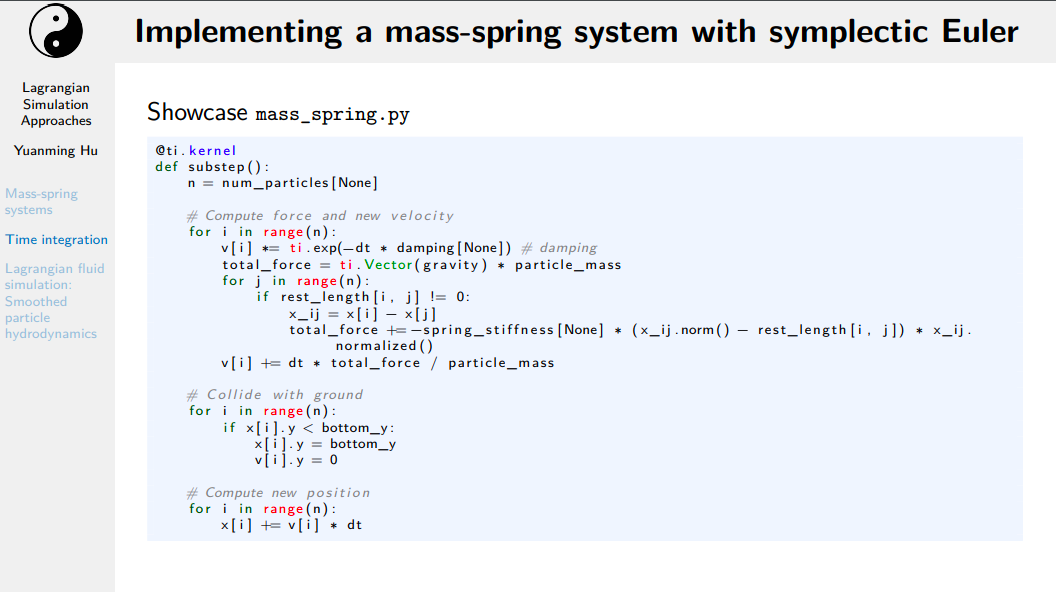 Implementing a mass-spring system with symplectic Euler
Lagrangian
Simulation
Approaches
Yuanming Hu
Mass-spring
systems
Time integration
Lagrangian fluid
simulation:
Smoothed
particle
hydrodynamics
Showcase mass_spring.py
@ti.kernel
def substep():
    n = num_particles[None]
    # Compute force and new velocity
    for i in range(n):
        v[i] *= ti.exp(-dt * damping[None]) # damping
        total_force = ti.Vector(gravity) * particle_mass
        for j in range(n):
            if rest_length[i, j] != 0:
                x_ij = x[i] - x[j]
                total_force += -spring_stiffness[None] * (x_ij.norm() - rest_length[i, j]) * x_ij.
                    normalized()
        v[i] += dt * total_force / particle_mass
    # Collide with ground
    for i in range(n):
        if x[i].y < bottom_y:
            x[i].y = bottom_y
            v[i].y = 0
    # Compute new position
    for i in range(n):
        x[i] += v[i] * dt